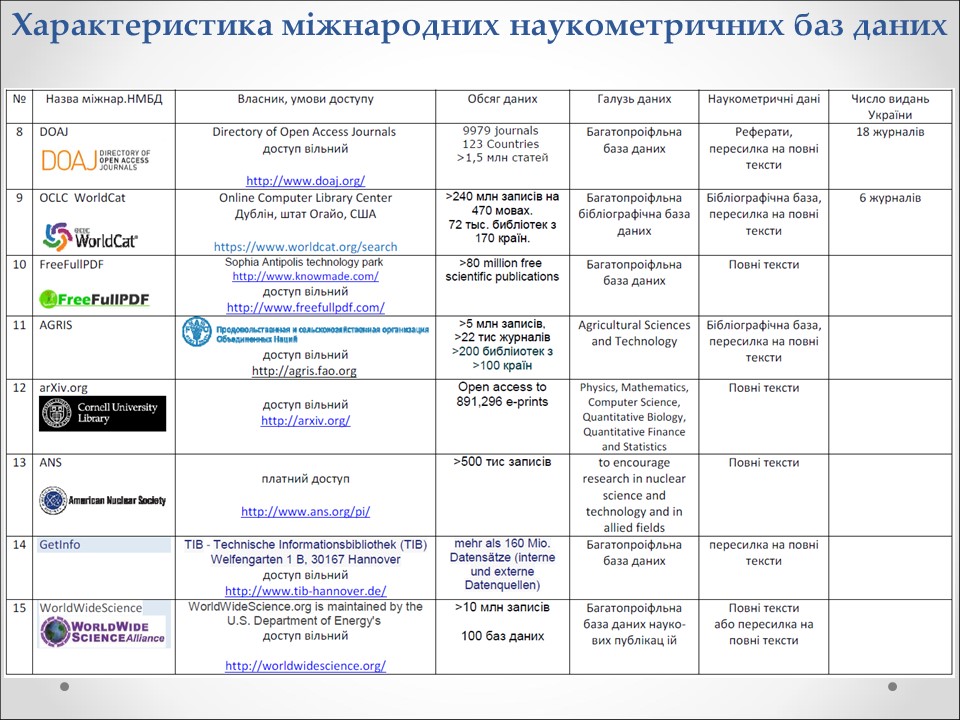 Характеристика міжнародних наукометричних баз даних
№ Назва міжнар.НМБД Власник, умови доступу Обсяг даних Галузь даних Наукометричні дані Число видань
України
8 DOAJ Directory of Open Access Journals 9979 journals Багатопроіфльна Реферати, 18 журналів
доступ вільний 123 Countries база даних пересилка на повні
DOAJ DIRECTORY OF OPEN ACCESS JOURNALS >1,5 млн статей тексти
http://www.doaj.org/
9 OCLC WorldCat Online Computer Library Center >240 млн записів на Багатопроіфльна Бібліографічна база, 6 журналів
Дублін, штат Огайо, США 470 мовах. бібліографічна база пересилка на повні
OCLC WorldCat® 72 тыс. библіотек з даних тексти
https://www.worldcat.org/search 170 країн.
10 FreeFullPDF Sophia Antipolis technology park >80 million free Багатопроіфльна Повні тексти
http://www.knowmade.com/ scientific publications база даних
FreeFullPDF доступ вільний
http://www.freefullpdf.com/
11 AGRIS Продовольственная и сельскохозяйственная организация >5 млн записів, Agricultural Sciences Бібліографічна база,
Объединенных Наций >22 тис журналів and Technology пересилка на повні
доступ вільний >200 библіиотек з тексти
http://agris.fao.org >100 країн
12 arXiv.org Open access to Physics, Mathematics, Повні тексти
Cornell University доступ вільний 891,296 e-prints Computer Science,
Library http://arxiv.org/ Quantitative Biology,
Quantitative Finance
and Statistics
13 ANS >500 тис записів to encourage Повні тексти
платний доступ research in nuclear
American Nuclear Society science and
http://www.ans.org/pi/ technology and in
allied fields
14 GetInfo TIB - Technische Informationsbibliothek (TIB) mehr als 160 Mio. Багатопроіфльна пересилка на повні
Welfengarten 1 B, 30167 Hannover Datensätze (interne база даних тексти
доступ вільний und externe
http://www.tib-hannover.de/ Datenquellen)
15 WorldWideScience WorldWideScience.org is maintained by the >10 млн записів Багатопроіфльна Повні тексти
WORLDWIDE U.S. Department of Energy's база даних науко- або пересилка на
SCIENCEAlliance доступ вільний 100 баз даних вих публікац ій повні тексти
http://worldwidescience.org/